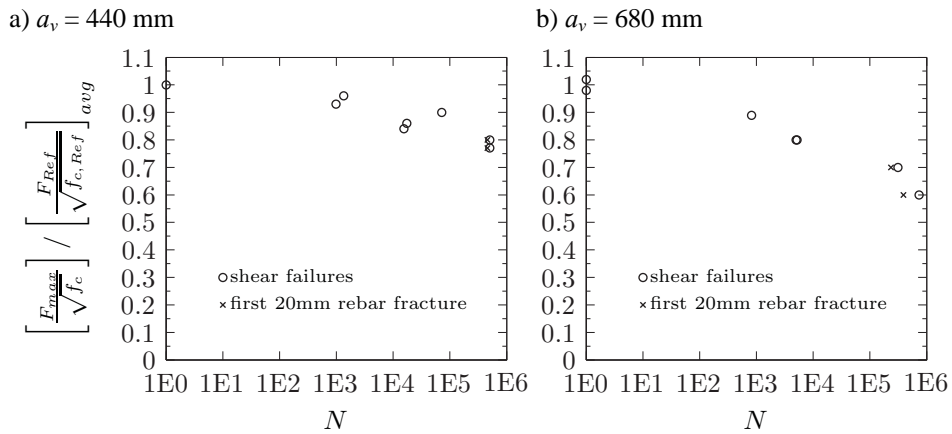 a) a_v = 440 mm
b) a_v = 680 mm
[F_max / √f_c] / [F_Ref / √f_c,Ref]_avg
1.1
1
0.9
0.8
0.7
0.6
0.5
0.4
0.3
0.2
0.1
0
○ shear failures
× first 20mm rebar fracture
1E0 1E1 1E2 1E3 1E4 1E5 1E6
N
1.1
1
0.9
0.8
0.7
0.6
0.5
0.4
0.3
0.2
0.1
0
○ shear failures
× first 20mm rebar fracture
1E0 1E1 1E2 1E3 1E4 1E5 1E6
N